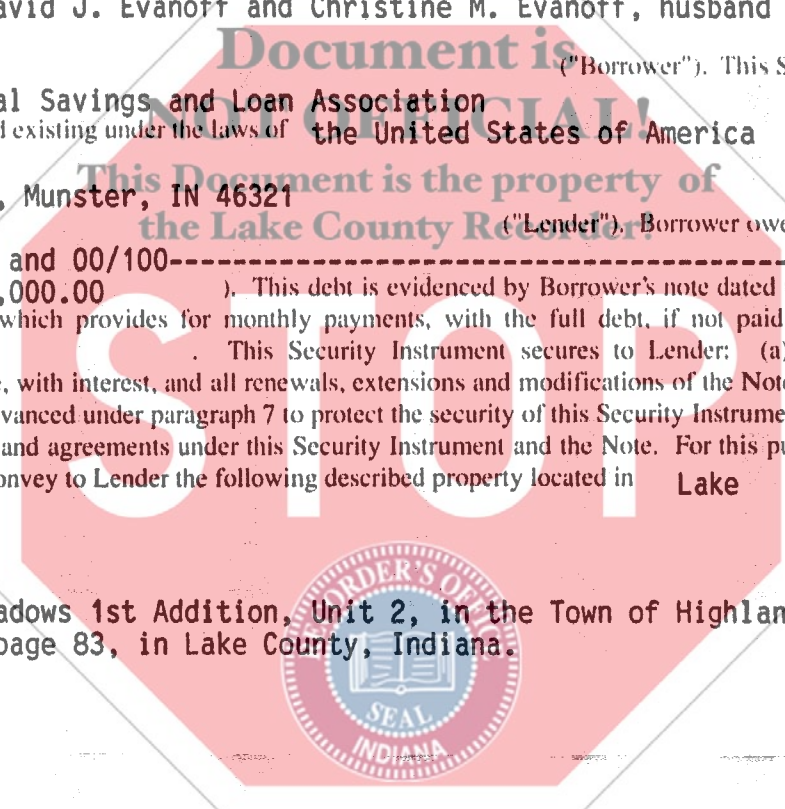 avid J. Evanoff and Christine M. Evanoff, husband
Document is
("Borrower"). This S
al Savings and Loan Association
NOT OFFICIAL!
d existing under the laws of the United States of America
This Document is the property of
, Munster, IN 46321
the Lake County Recorder!
("Lender"). Borrower owe
and 00/100------------------------------------------------
,000.00 ). This debt is evidenced by Borrower's note dated
which provides for monthly payments, with the full debt, if not paid
. This Security Instrument secures to Lender: (a)
, with interest, and all renewals, extensions and modifications of the Note
vanced under paragraph 7 to protect the security of this Security Instrume
and agreements under this Security Instrument and the Note. For this pu
onvey to Lender the following described property located in Lake
STOP
adows 1st Addition, Unit 2, in the Town of Highlan
page 83, in Lake County, Indiana.
RECORDER'S OFFICE
SEAL
INDIANA